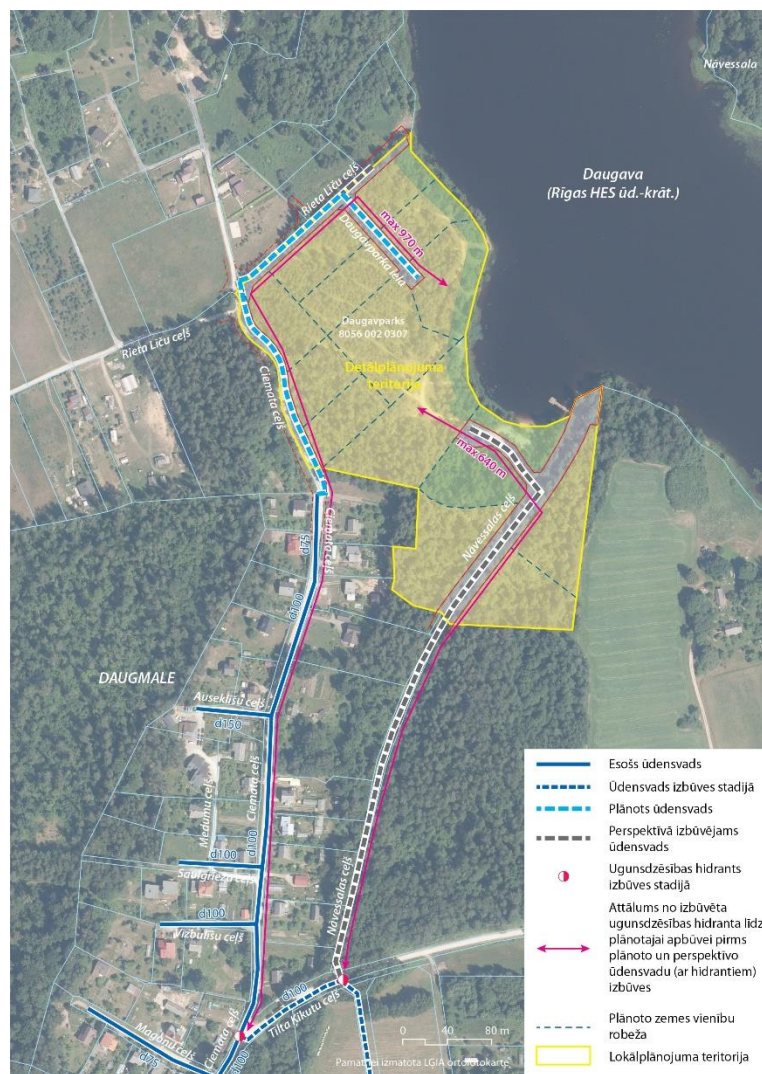 Nāvessala
Daugava
(Rīgas HES ūd.-krāt.)
Rieta Līču ceļš
max 970 m
Daugavparka iela
Daugavparks
8056 002 0307
Rieta Līču ceļš
Detālplānojuma
teritorija
Ciemata ceļš
max 640 m
Nāvessalas ceļš
d75
Ciemata ceļš
d100
DAUGMALE
Auseklīšu ceļš
d150
Medumu ceļš
Ciemata ceļš
d100
d100
Saulgriežu ceļš
d100
Vizbulīšu ceļš
Nāvessalas ceļš
d100
Tilta Ķikutu ceļš
Magoņu ceļš
d75
Ciemata ceļš
d100
0 40 80 m
Pamatnei izmatota LĢIA ortofotokarte
Esošs ūdensvads
Ūdensvads izbūves stadijā
Plānots ūdensvads
Perspektīvā izbūvējams
ūdensvads
Ugunsdzēsības hidrants
izbūves stadijā
Attālums no izbūvēta
ugunsdzēsības hidranta līdz
plānotajai apbūvei pirms
plānoto un perspektīvo
ūdensvadu (ar hidrantiem)
izbūves
Plānoto zemes vienību
robeža
Lokālplānojuma teritorija